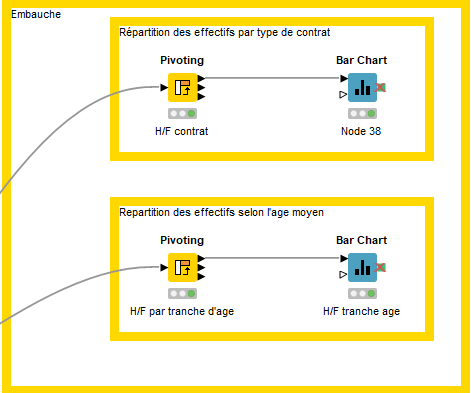 Embauche
Répartition des effectifs par type de contrat
Pivoting
Bar Chart
H/F contrat
Node 38
Repartition des effectifs selon l'age moyen
Pivoting
Bar Chart
H/F par tranche d'age
H/F tranche age